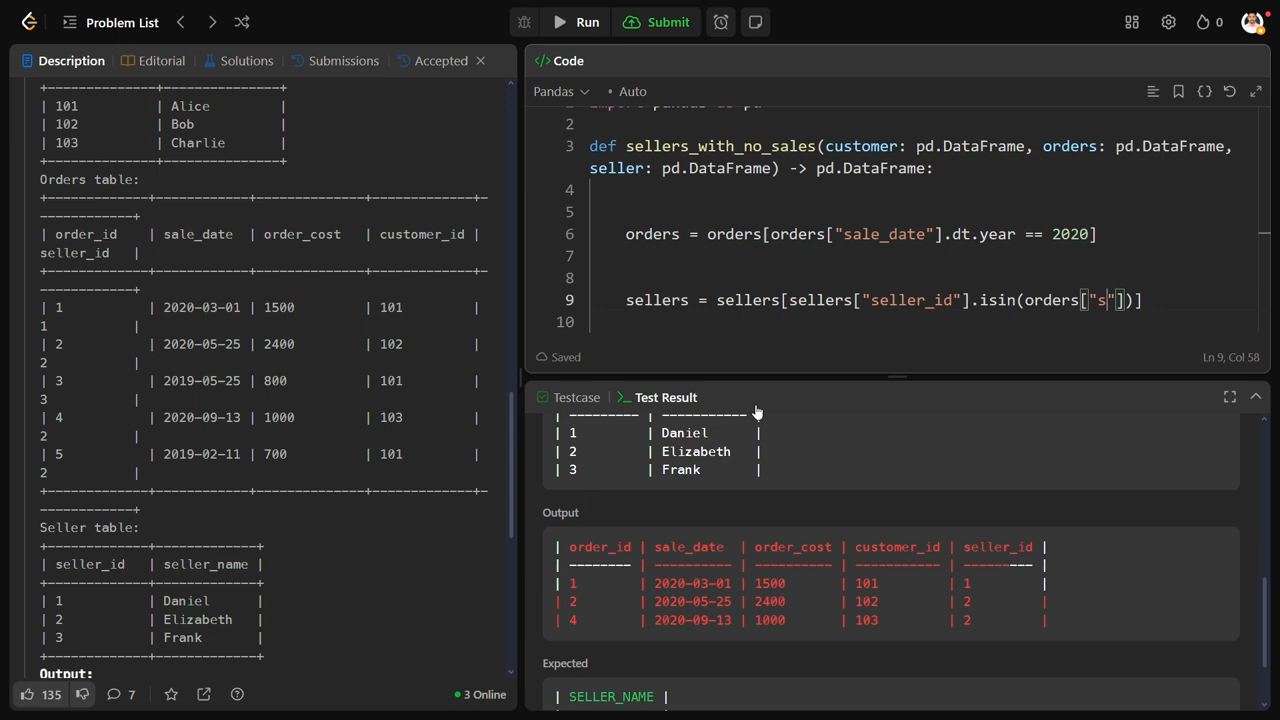 Problem List
Run
Submit
0
Description
Editorial
Solutions
Submissions
Accepted
+--------------+---------------+
| 101 | Alice |
| 102 | Bob |
| 103 | Charlie |
+--------------+---------------+
Orders table:
+-------------+------------+--------------+-------------+-
------------+
| order_id | sale_date | order_cost | customer_id |
seller_id |
+-------------+------------+--------------+-------------+-
------------+
| 1 | 2020-03-01 | 1500 | 101 |
1 |
| 2 | 2020-05-25 | 2400 | 102 |
2 |
| 3 | 2019-05-25 | 800 | 101 |
3 |
| 4 | 2020-09-13 | 1000 | 103 |
2 |
| 5 | 2019-02-11 | 700 | 101 |
2 |
+-------------+------------+--------------+-------------+-
------------+
Seller table:
+-------------+-------------+
| seller_id | seller_name |
+-------------+-------------+
| 1 | Daniel |
| 2 | Elizabeth |
| 3 | Frank |
+-------------+-------------+
Output:
135
7
3 Online
</> Code
Pandas
• Auto
import pandas as pd
2
3 def sellers_with_no_sales(customer: pd.DataFrame, orders: pd.DataFrame,
seller: pd.DataFrame) -> pd.DataFrame:
4
5
6 orders = orders[orders["sale_date"].dt.year == 2020]
7
8
9 sellers = sellers[sellers["seller_id"].isin(orders["s"])]
10
Saved
Ln 9, Col 58
Testcase
Test Result
| --------- | ----------- |
| 1 | Daniel |
| 2 | Elizabeth |
| 3 | Frank |
Output
| order_id | sale_date | order_cost | customer_id | seller_id |
| -------- | ---------- | ---------- | ----------- | --------- |
| 1 | 2020-03-01 | 1500 | 101 | 1 |
| 2 | 2020-05-25 | 2400 | 102 | 2 |
| 4 | 2020-09-13 | 1000 | 103 | 2 |
Expected
| SELLER_NAME |